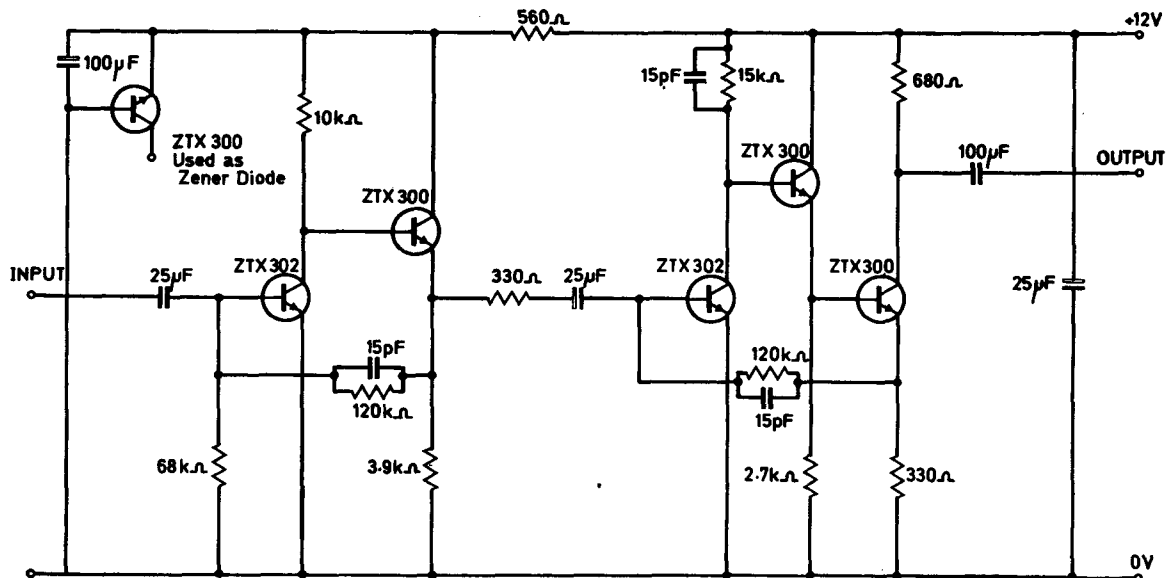 560Ω
+12V
100µF
15pF
15kΩ
680Ω
10kΩ
ZTX 300
Used as
Zener Diode
ZTX 300
100µF
OUTPUT
ZTX 300
INPUT
25µF
ZTX 302
330Ω
25µF
ZTX 302
ZTX 300
25µF
15pF
120kΩ
120kΩ
15pF
68kΩ
3.9kΩ
2.7kΩ
330Ω
0V